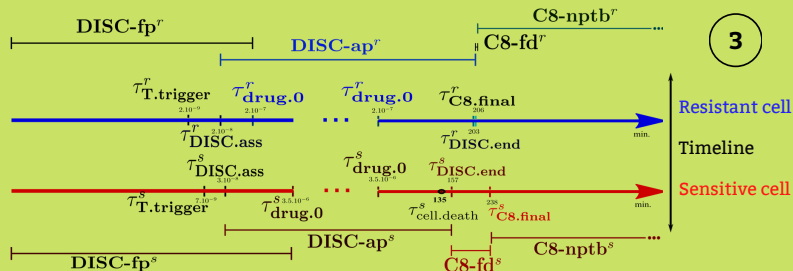 DISC-fp^r
C8-nptb^r
DISC-ap^r
C8-fd^r
3
τ^r_T.trigger
τ^r_drug.0
τ^r_drug.0
τ^r_C8.final
2.10⁻⁹
2.10⁻⁷
2.10⁻⁷
206
Resistant cell
2.10⁻⁸
203
min.
τ^r_DISC.ass
τ^r_DISC.end
Timeline
τ^s_DISC.ass
τ^s_drug.0
τ^s_DISC.end
3.10⁻⁸
3.5.10⁻⁶
157
Sensitive cell
τ^s_T.trigger
7.10⁻⁹
τ^s_drug.0
3.5.10⁻⁶
135
238
min.
τ^s_cell.death
τ^s_C8.final
DISC-ap^s
C8-nptb^s
DISC-fp^s
C8-fd^s